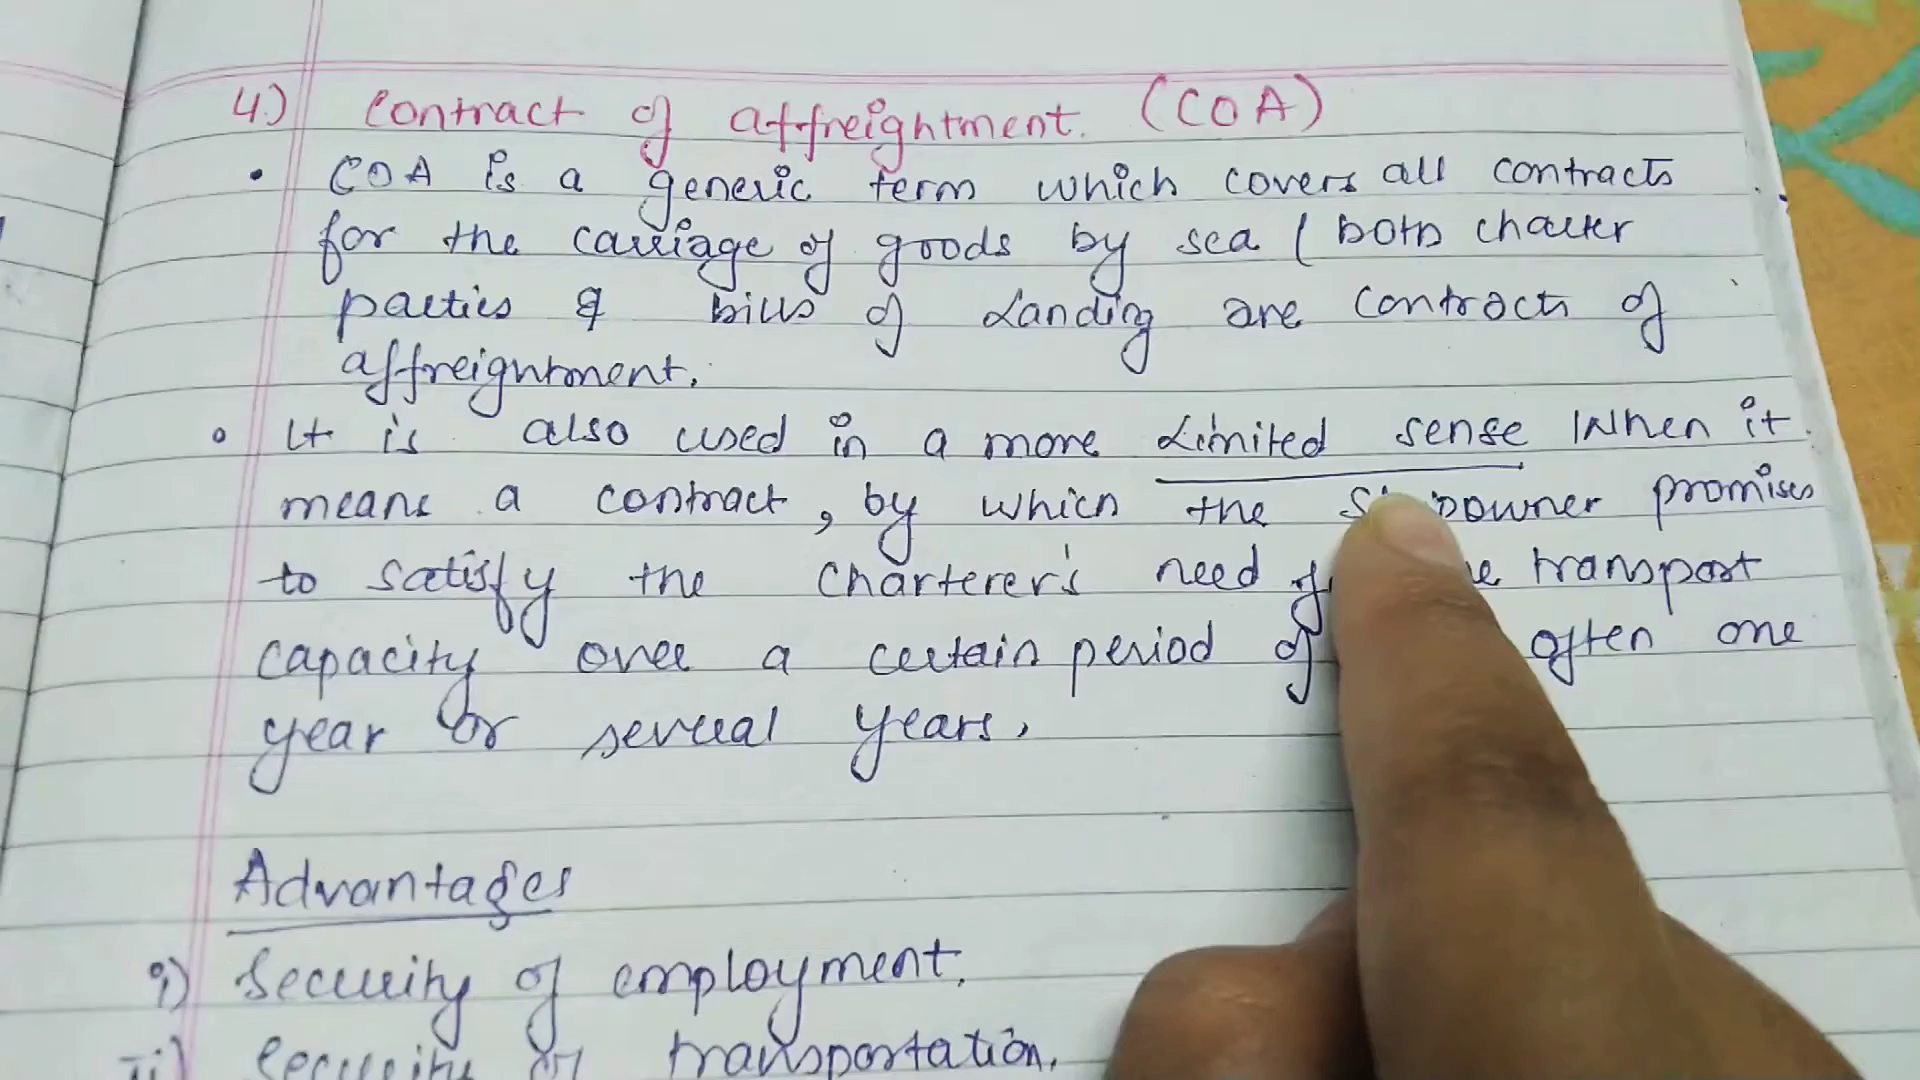 4.) Contract of affreightment. (COA)
• COA is a generic term which covers all contracts
for the carriage of goods by sea ( both charter
parties & bills of Landing are contracts of
affreightment.
• It is also used in a more Limited sense When it
means a contract, by which the promises
to satisfy the Charterer's need transport
capacity over a certain period of often one
year or several years.
Advantages
i) Security of employment.
ii) Security of transportation.